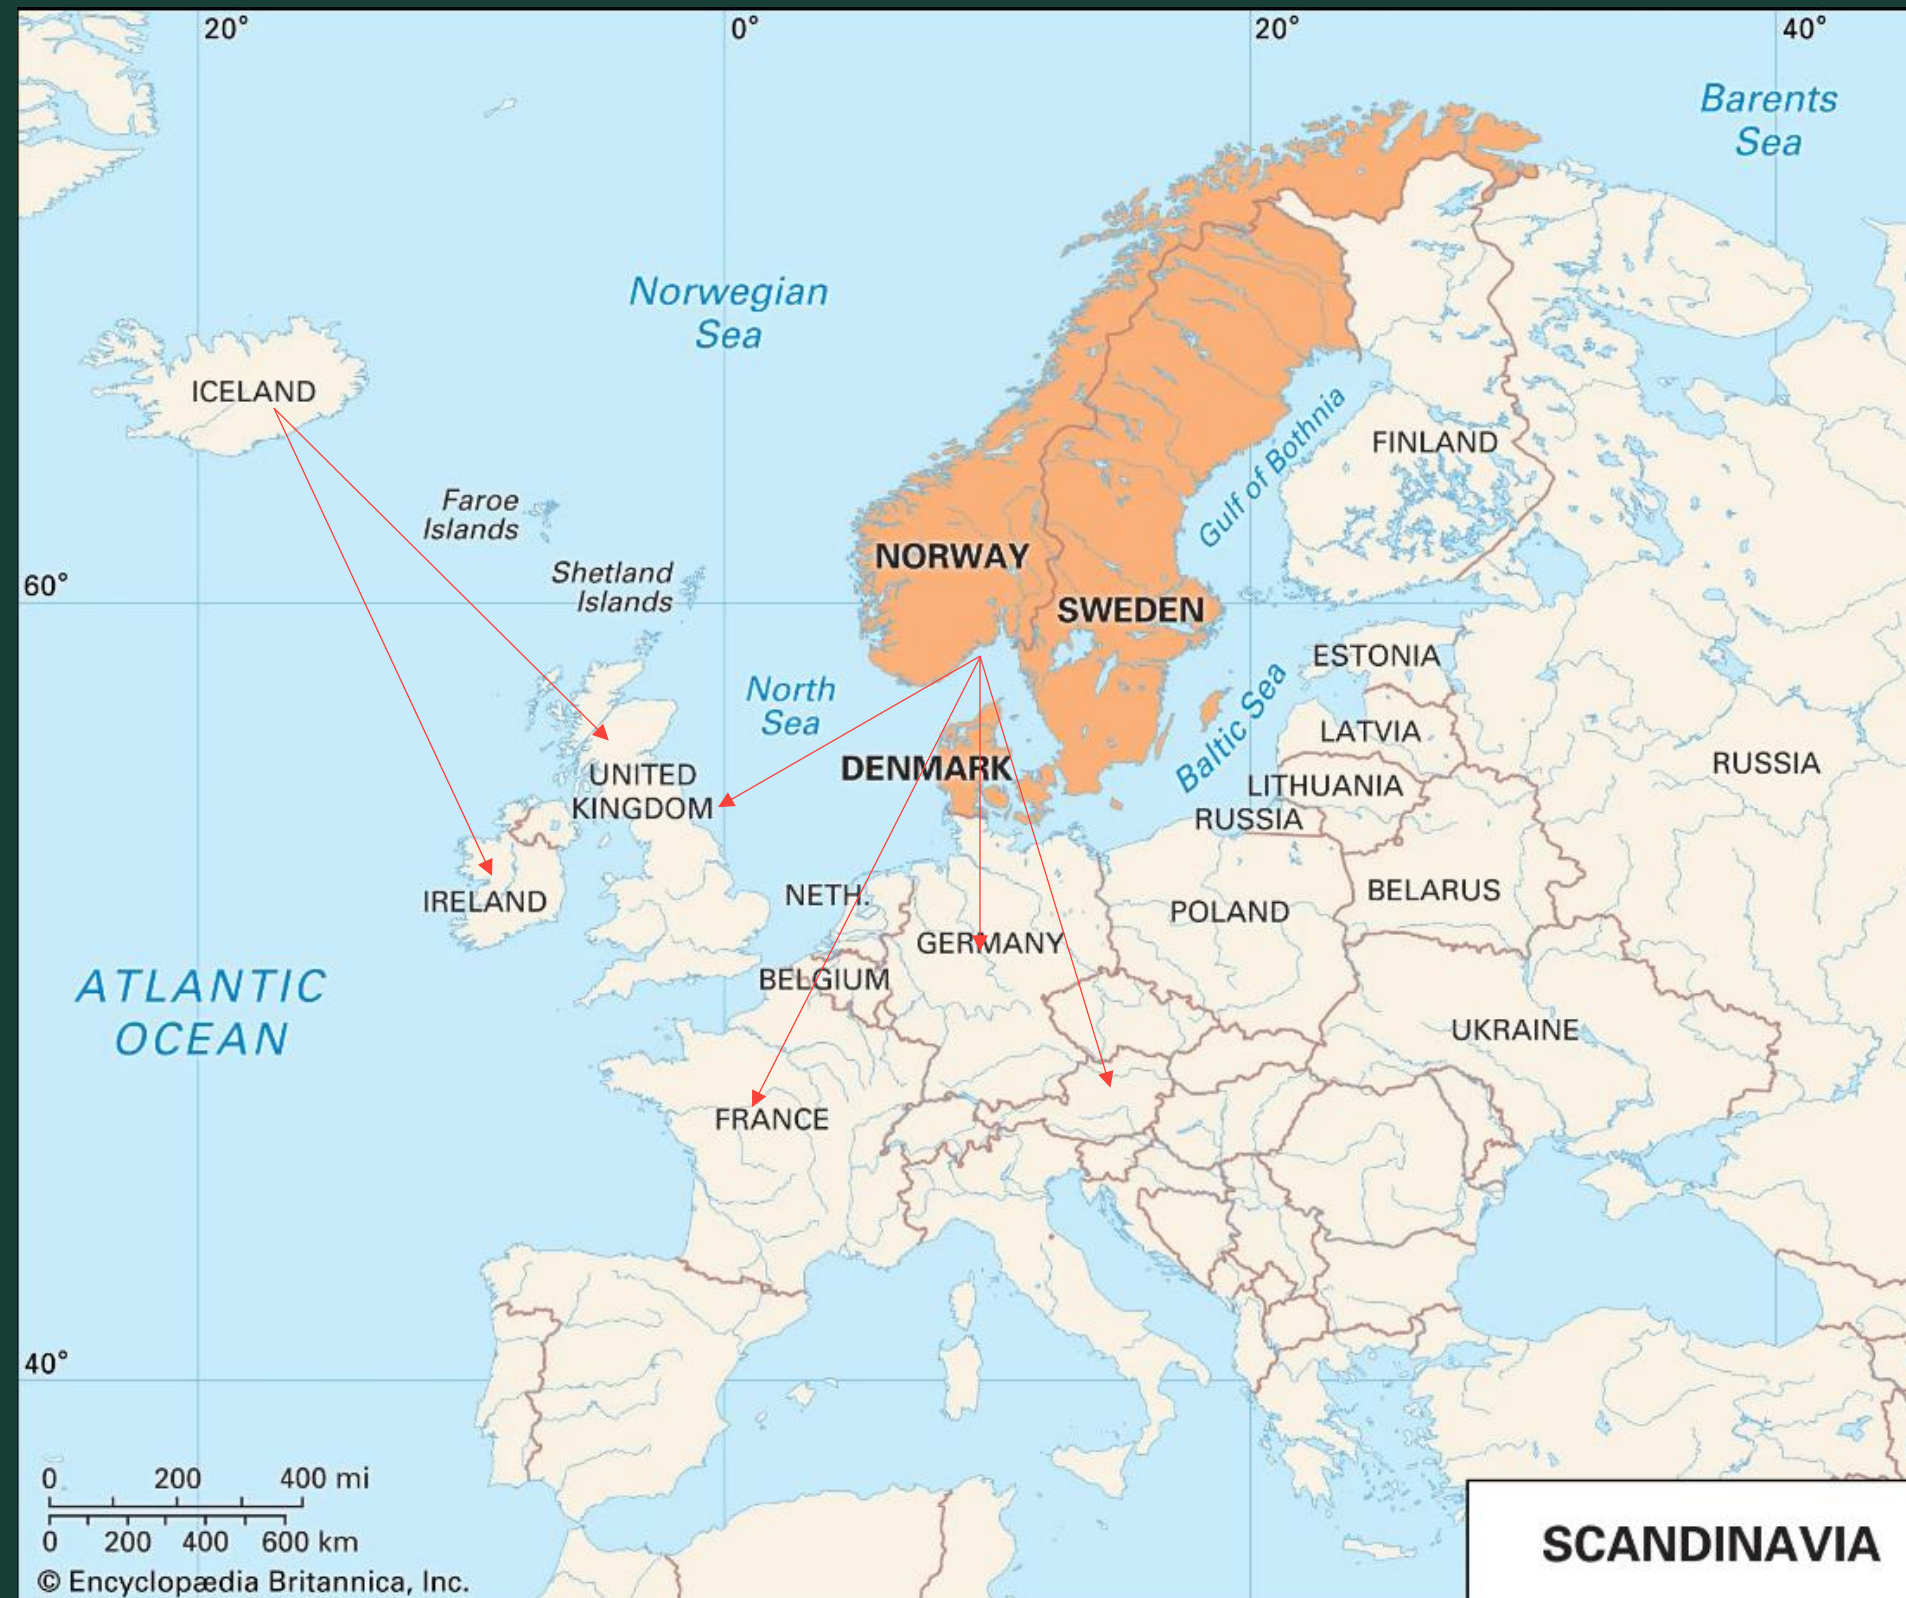 20°
0°
20°
40°
Barents
Sea
Norwegian
Sea
ICELAND
Gulf of Bothnia
FINLAND
Faroe
Islands
NORWAY
Shetland
Islands
60°
SWEDEN
ESTONIA
North
Sea
Baltic Sea
LATVIA
RUSSIA
DENMARK
UNITED
KINGDOM
LITHUANIA
RUSSIA
NETH.
BELARUS
IRELAND
POLAND
GERMANY
BELGIUM
ATLANTIC
OCEAN
UKRAINE
FRANCE
40°
0 200 400 mi
0 200 400 600 km
© Encyclopædia Britannica, Inc.
SCANDINAVIA